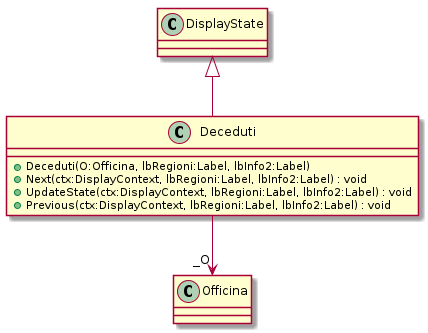 C DisplayState
C Deceduti
Deceduti(O:Officina, lbRegioni:Label, lbInfo2:Label)
Next(ctx:DisplayContext, lbRegioni:Label, lbInfo2:Label) : void
UpdateState(ctx:DisplayContext, lbRegioni:Label, lbInfo2:Label) : void
Previous(ctx:DisplayContext, lbRegioni:Label, lbInfo2:Label) : void
_O
C Officina